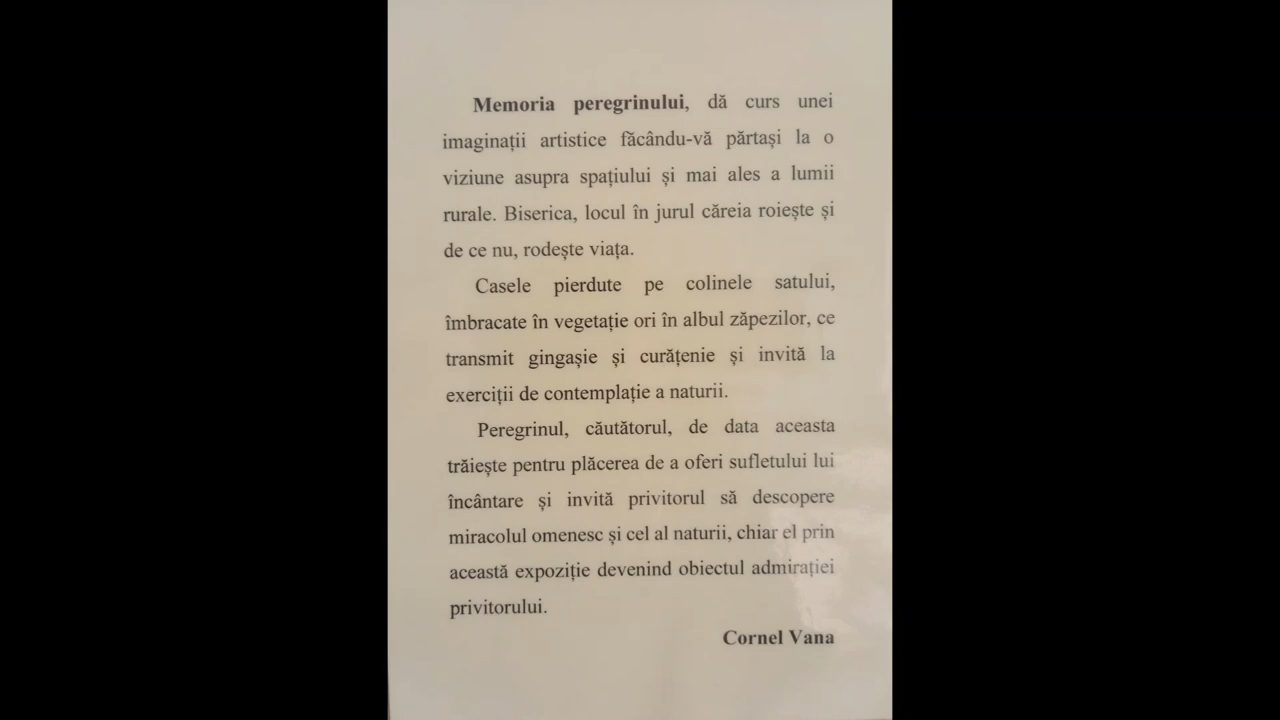 Memoria peregrinului, dă curs unei
imaginații artistice făcându-vă părtași la o
viziune asupra spațiului și mai ales a lumii
rurale. Biserica, locul în jurul căreia roiește și
de ce nu, rodește viața.
Casele pierdute pe colinele satului,
îmbracate în vegetație ori în albul zăpezilor, ce
transmit gingașie și curățenie și invită la
exerciții de contemplație a naturii.
Peregrinul, căutătorul, de data aceasta
trăiește pentru plăcerea de a oferi sufletului lui
încântare și invită privitorul să descopere
miracolul omenesc și cel al naturii, chiar el prin
această expoziție devenind obiectul admirației
privitorului.
Cornel Vana